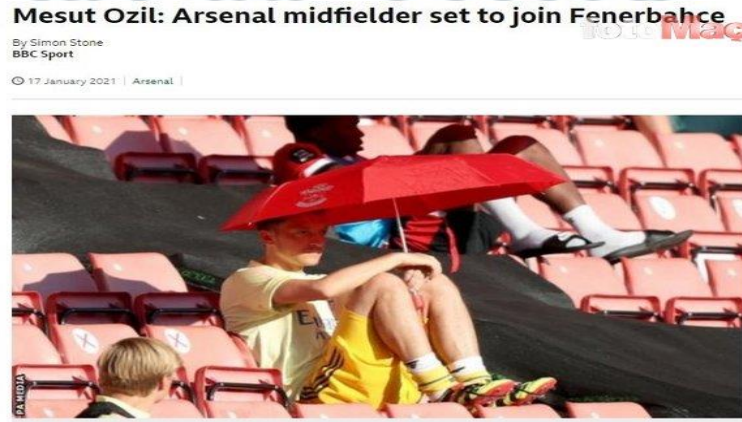 Mesut Ozil: Arsenal midfielder set to join Fenerbahce
By Simon Stone
BBC Sport
17 January 2021 | Arsenal
PA MEDIA